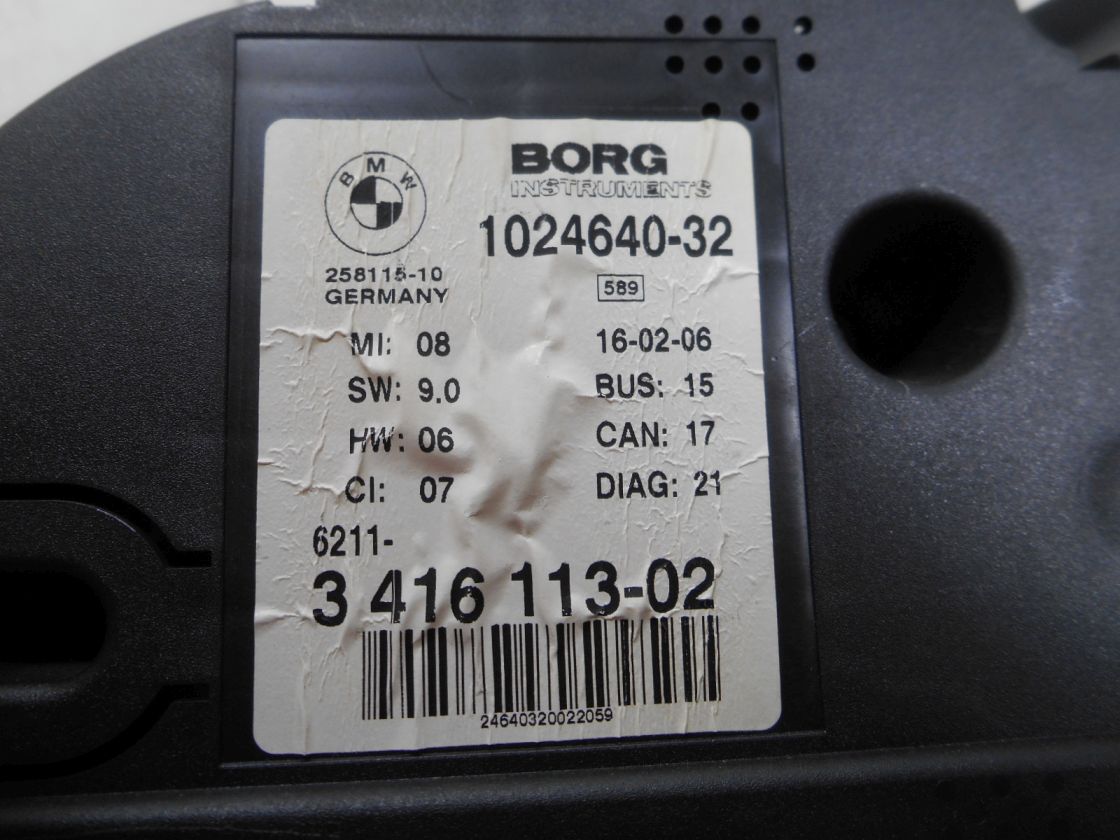 BMW
258115-10
GERMANY
BORG
INSTRUMENTS
1024640-32
589
MI: 08
16-02-06
SW: 9.0
BUS: 15
HW: 06
CAN: 17
CI: 07
DIAG: 21
6211-
3 416 113-02
24640320022059